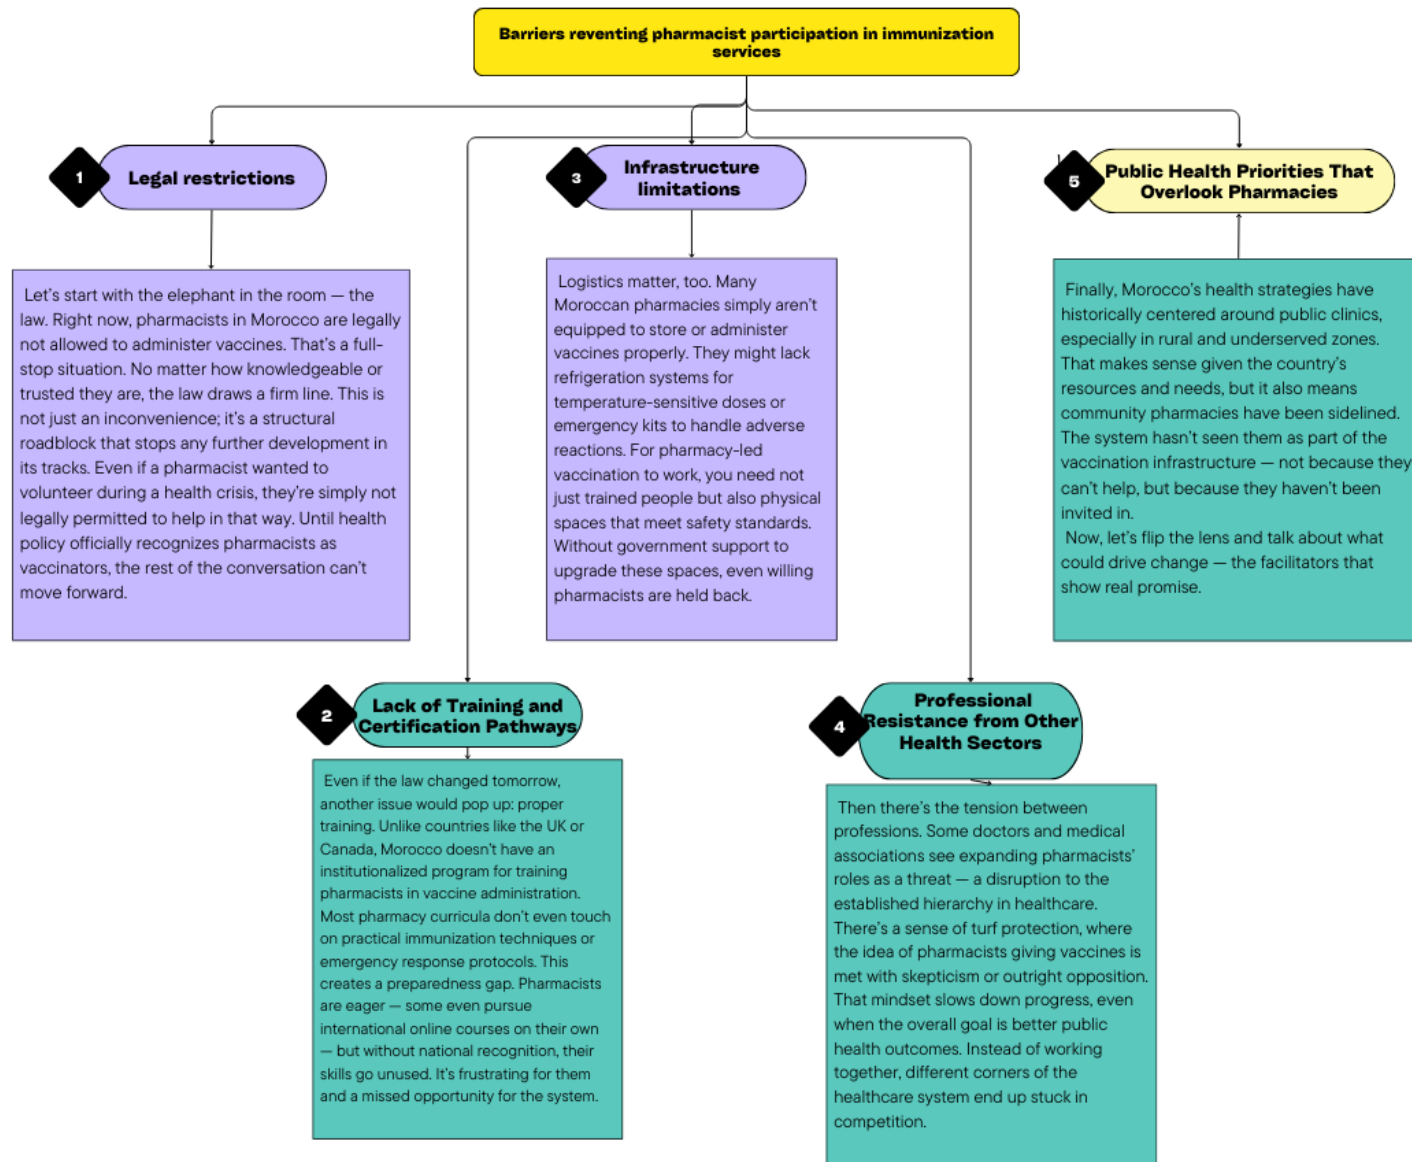 Barriers reventing pharmacist participation in immunization
services
1
Legal restrictions
Let's start with the elephant in the room — the
law. Right now, pharmacists in Morocco are legally
not allowed to administer vaccines. That's a full-
stop situation. No matter how knowledgeable or
trusted they are, the law draws a firm line. This is
not just an inconvenience; it's a structural
roadblock that stops any further development in
its tracks. Even if a pharmacist wanted to
volunteer during a health crisis, they're simply not
legally permitted to help in that way. Until health
policy officially recognizes pharmacists as
vaccinators, the rest of the conversation can't
move forward.
2
Lack of Training and
Certification Pathways
Even if the law changed tomorrow,
another issue would pop up: proper
training. Unlike countries like the UK or
Canada, Morocco doesn't have an
institutionalized program for training
pharmacists in vaccine administration.
Most pharmacy curricula don't even touch
on practical immunization techniques or
emergency response protocols. This
creates a preparedness gap. Pharmacists
are eager — some even pursue
international online courses on their own
— but without national recognition, their
skills go unused. It's frustrating for them
and a missed opportunity for the system.
3
Infrastructure
limitations
Logistics matter, too. Many
Moroccan pharmacies simply aren't
equipped to store or administer
vaccines properly. They might lack
refrigeration systems for
temperature-sensitive doses or
emergency kits to handle adverse
reactions. For pharmacy-led
vaccination to work, you need not
just trained people but also physical
spaces that meet safety standards.
Without government support to
upgrade these spaces, even willing
pharmacists are held back.
4
Professional
Resistance from Other
Health Sectors
Then there's the tension between
professions. Some doctors and medical
associations see expanding pharmacists'
roles as a threat — a disruption to the
established hierarchy in healthcare.
There's a sense of turf protection, where
the idea of pharmacists giving vaccines is
met with skepticism or outright opposition.
That mindset slows down progress, even
when the overall goal is better public
health outcomes. Instead of working
together, different corners of the
healthcare system end up stuck in
competition.
5
Public Health Priorities That
Overlook Pharmacies
Finally, Morocco's health strategies have
historically centered around public clinics,
especially in rural and underserved zones.
That makes sense given the country's
resources and needs, but it also means
community pharmacies have been sidelined.
The system hasn't seen them as part of the
vaccination infrastructure — not because they
can't help, but because they haven't been
invited in.
Now, let's flip the lens and talk about what
could drive change — the facilitators that
show real promise.